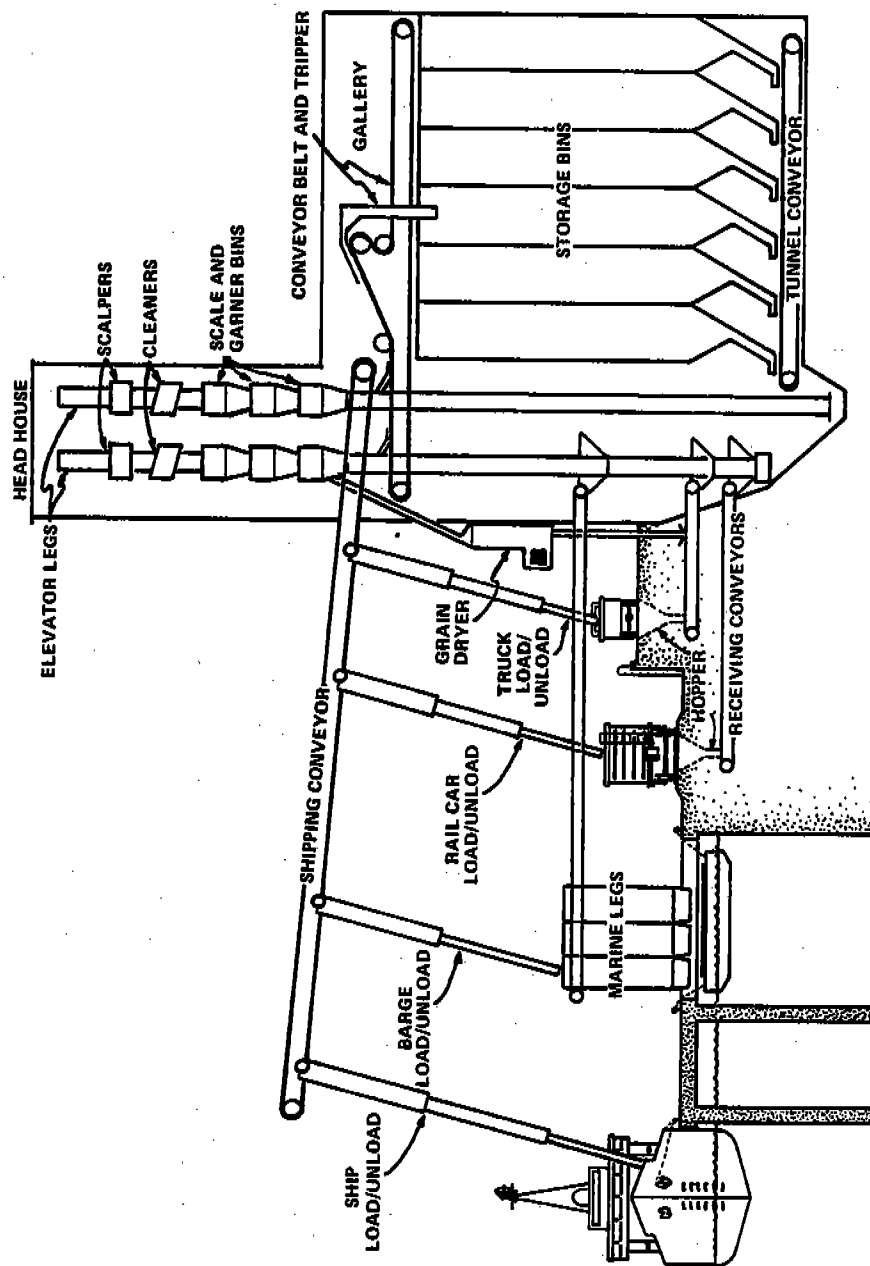 HEAD HOUSE
ELEVATOR LEGS
SCALPERS
CLEANERS
SCALE AND
GARNER BINS
CONVEYOR BELT AND TRIPPER
GALLERY
SHIPPING CONVEYOR
STORAGE BINS
TUNNEL CONVEYOR
GRAIN
DRYER
TRUCK
LOAD/
UNLOAD
HOPPER
RECEIVING CONVEYORS
RAIL CAR
LOAD/UNLOAD
BARGE
LOAD/UNLOAD
MARINE LEGS
SHIP
LOAD/UNLOAD